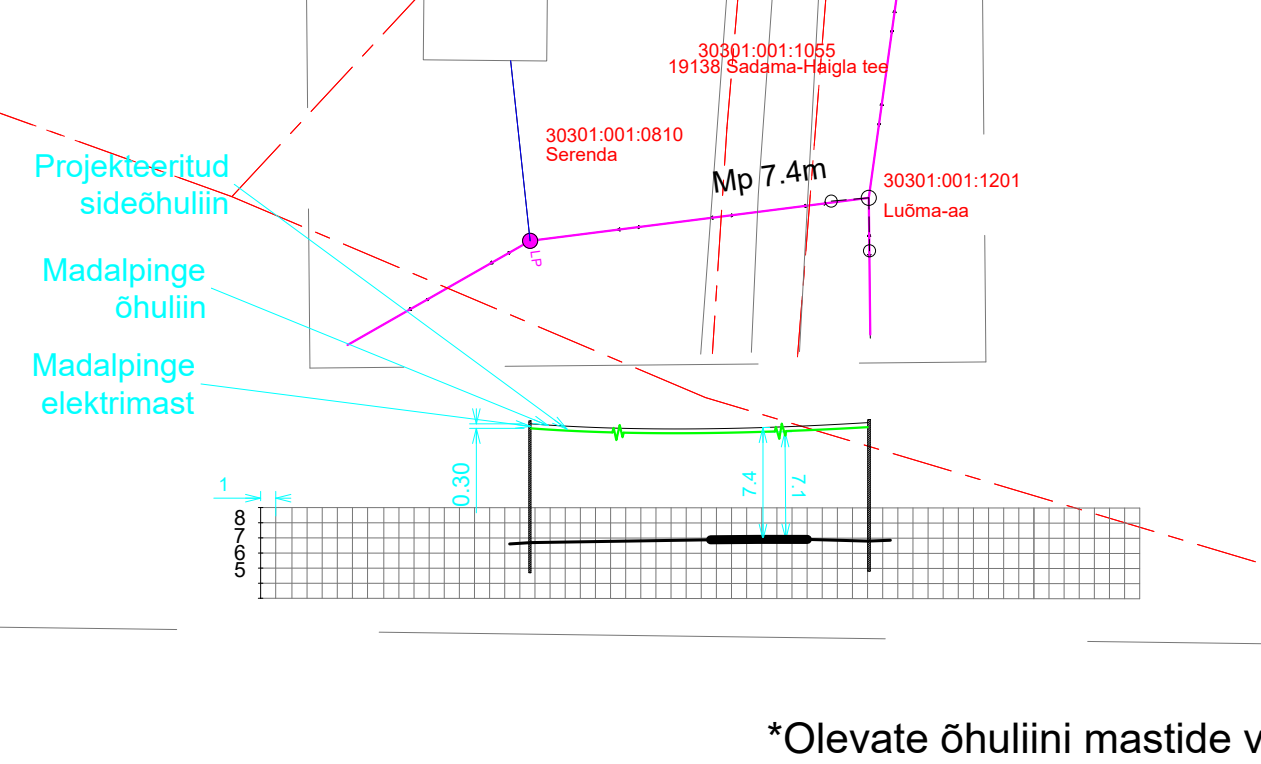 30301:001:1055
19138 Sadama-Haigla tee
30301:001:0810
Serenda
Mp 7.4m
30301:001:1201
Luõma-aa
LP
Projekteeritud
sideõhuliin
Madalpinge
õhuliin
Madalpinge
elektrimast
0.30
7.4
7.1
1
8
7
6
5
*Olevate õhuliini mastide v